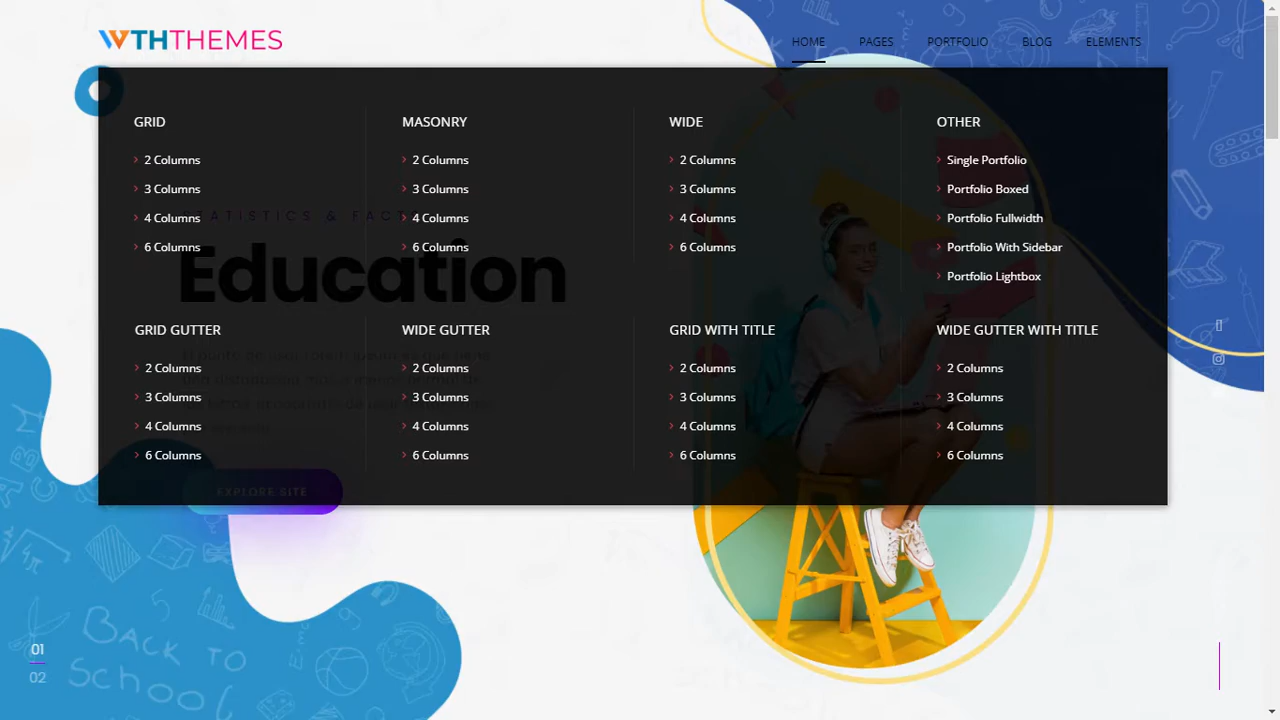 WTHTHEMES
HOME
PAGES
PORTFOLIO
BLOG
ELEMENTS
GRID
2 Columns
3 Columns
4 Columns
6 Columns
MASONRY
2 Columns
3 Columns
4 Columns
6 Columns
WIDE
2 Columns
3 Columns
4 Columns
6 Columns
OTHER
Single Portfolio
Portfolio Boxed
Portfolio Fullwidth
Portfolio With Sidebar
Portfolio Lightbox
GRID GUTTER
2 Columns
3 Columns
4 Columns
6 Columns
WIDE GUTTER
2 Columns
3 Columns
4 Columns
6 Columns
GRID WITH TITLE
2 Columns
3 Columns
4 Columns
6 Columns
WIDE GUTTER WITH TITLE
2 Columns
3 Columns
4 Columns
6 Columns
& FACTS
Education
EXPLORE SITE
01
02
BACK TO
SCHOOL